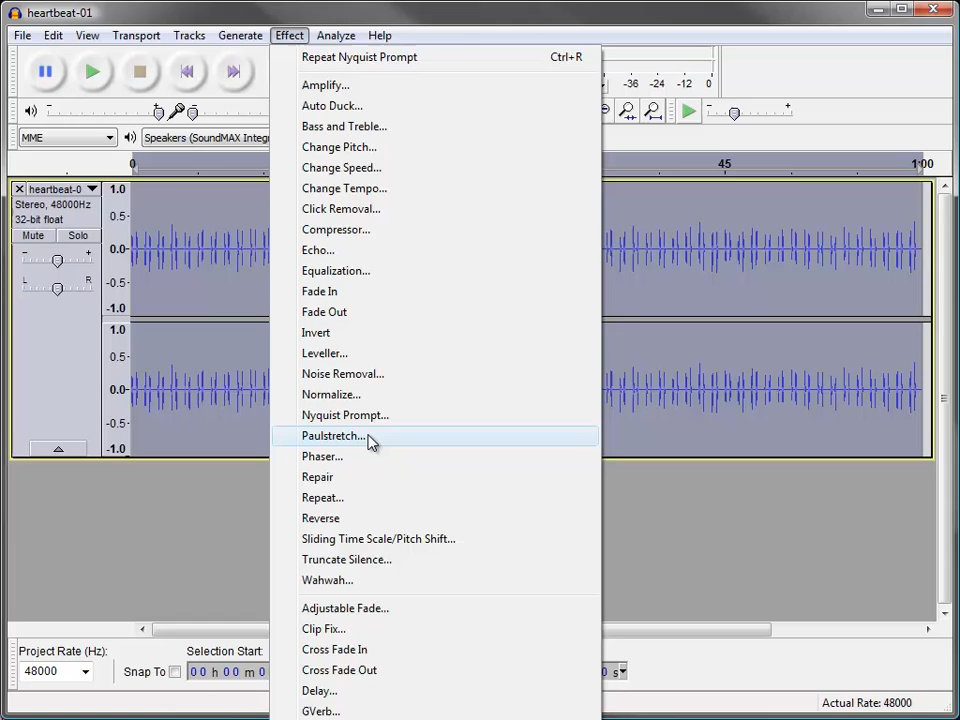 heartbeat-01
File Edit View Transport Tracks Generate Effect Analyze Help
Repeat Nyquist Prompt Ctrl+R
Amplify...
Auto Duck...
Bass and Treble...
Change Pitch...
Change Speed...
Change Tempo...
Click Removal...
Compressor...
Echo...
Equalization...
Fade In
Fade Out
Invert
Leveller...
Noise Removal...
Normalize...
Nyquist Prompt...
Paulstretch...
Phaser...
Repair
Repeat...
Reverse
Sliding Time Scale/Pitch Shift...
Truncate Silence...
Wahwah...
Adjustable Fade...
Clip Fix...
Cross Fade In
Cross Fade Out
Delay...
GVerb...
-36 -24 -12 0
MME
Speakers (SoundMAX Integ
0 45 1:00
heartbeat-0
Stereo, 48000Hz
32-bit float
Mute Solo
- +
L R
1.0
0.5
0.0
-0.5
-1.0
1.0
0.5
0.0
-0.5
-1.0
Project Rate (Hz):
48000
Snap To
Selection Start:
00 h 00 m 0
0 s
Actual Rate: 48000